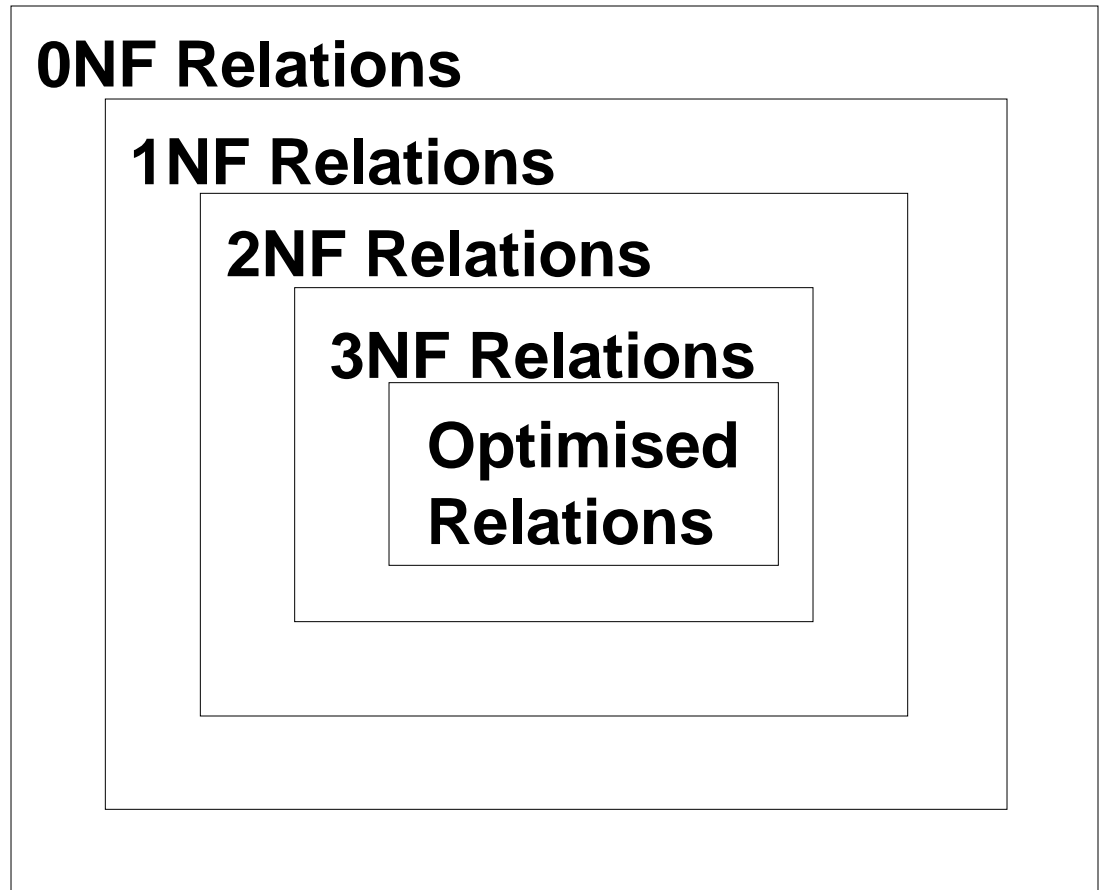 0NF Relations
1NF Relations
2NF Relations
3NF Relations
Optimised
Relations